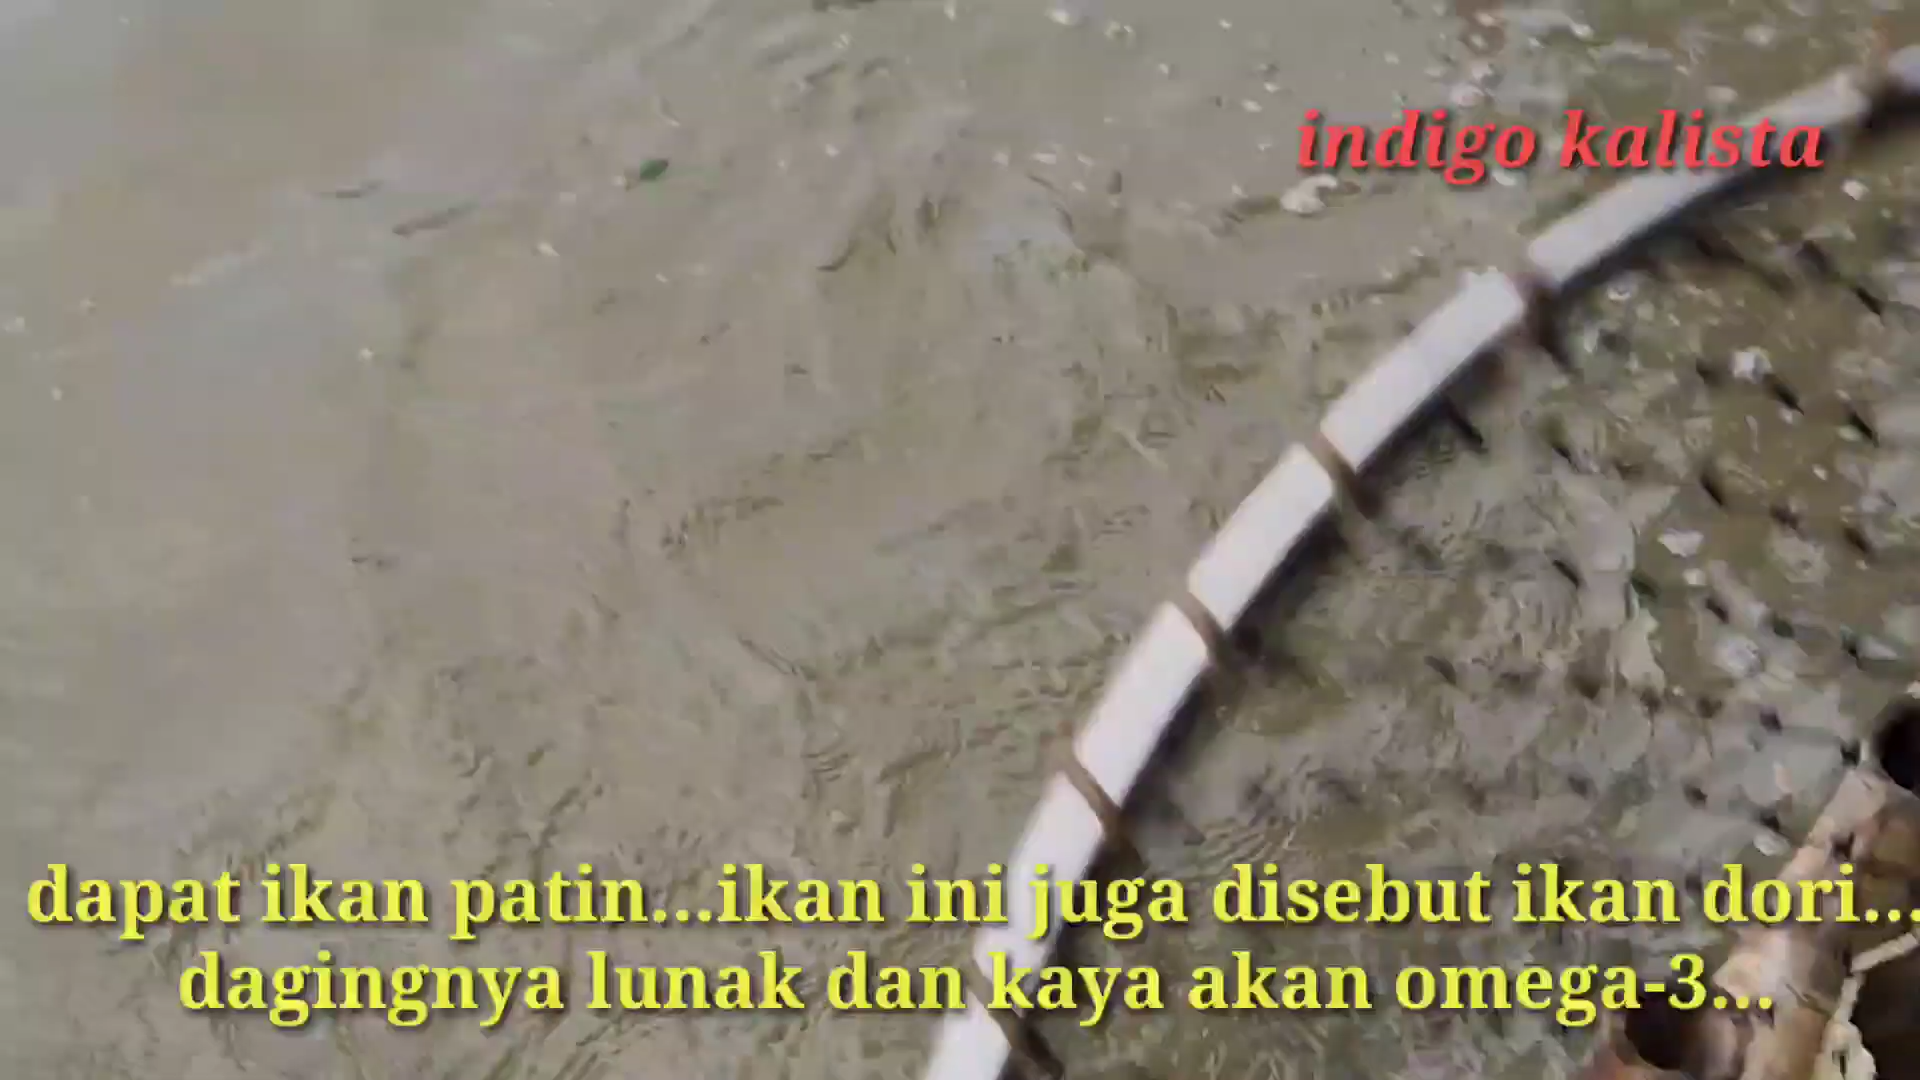 indigo kalista
dapat ikan patin...ikan ini juga disebut ikan dori...
dagingnya lunak dan kaya akan omega-3...